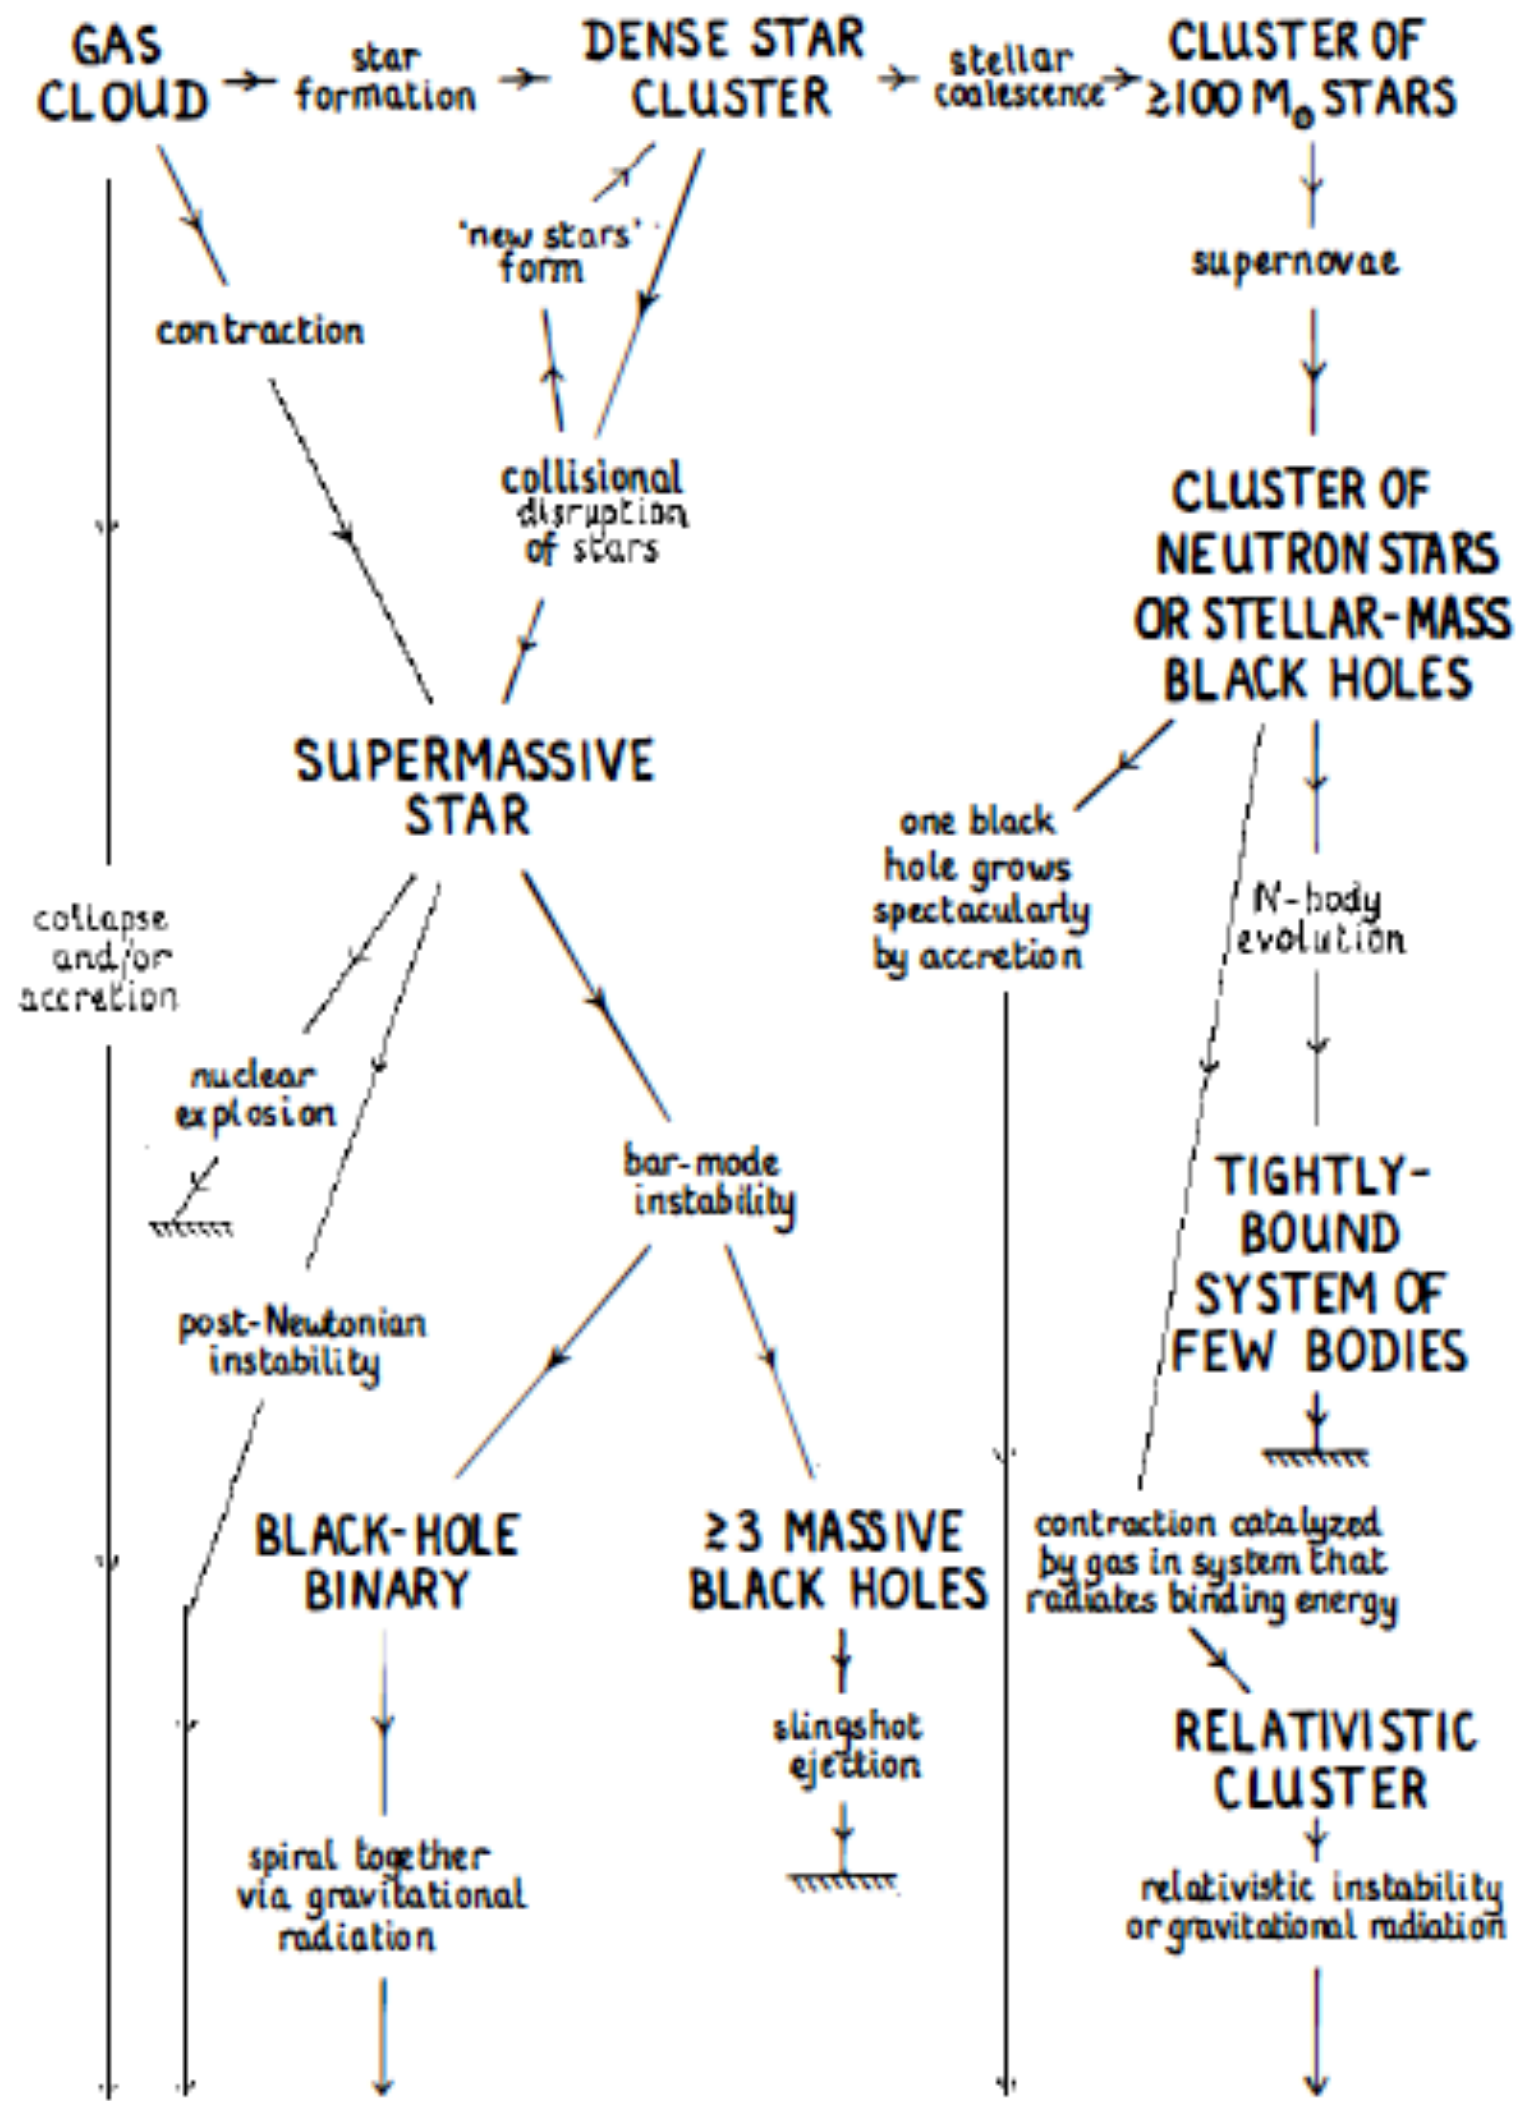 GAS
CLOUD
star
formation
DENSE STAR
CLUSTER
stellar
coalescence
CLUSTER OF
≥100 M⊙ STARS
'new stars'
form
supernovae
contraction
collisional
disruption
of stars
CLUSTER OF
NEUTRON STARS
OR STELLAR-MASS
BLACK HOLES
SUPERMASSIVE
STAR
one black
hole grows
spectacularly
by accretion
N-body
evolution
collapse
and/or
accretion
nuclear
explosion
bar-mode
instability
TIGHTLY-
BOUND
SYSTEM OF
FEW BODIES
post-Newtonian
instability
BLACK-HOLE
BINARY
≥3 MASSIVE
BLACK HOLES
contraction catalyzed
by gas in system that
radiates binding energy
slingshot
ejection
RELATIVISTIC
CLUSTER
spiral together
via gravitational
radiation
relativistic instability
or gravitational radiation